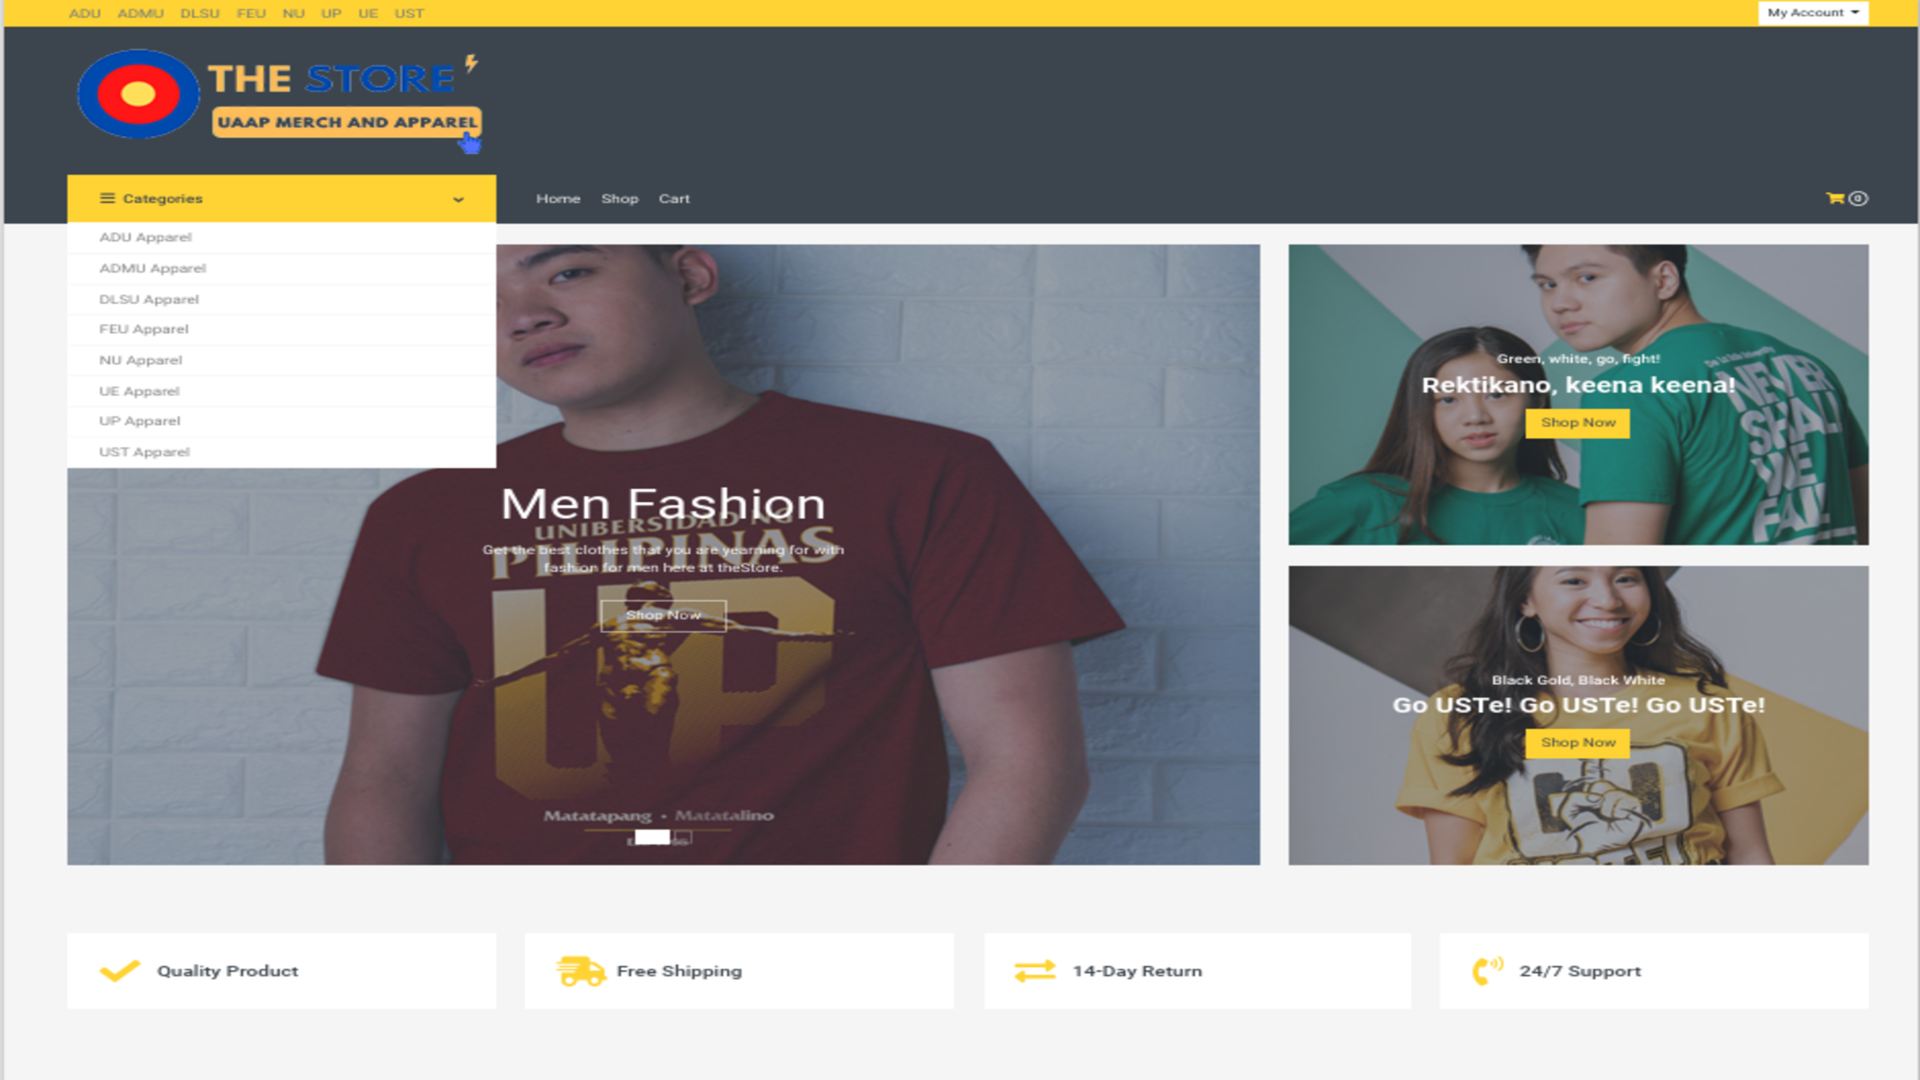 ADU ADMU DLSU FEU NU UP UE UST
My Account
THE STORE
UAAP MERCH AND APPAREL
Categories
Home Shop Cart
0
ADU Apparel
ADMU Apparel
DLSU Apparel
FEU Apparel
NU Apparel
UE Apparel
UP Apparel
UST Apparel
Men Fashion
UNIBERSIDAD NG
PILIPINAS
Get the best clothes that you are yearning for with
fashion for men here at theStore.
Shop Now
UP
Matatapang • Matatalino
Green, white, go, fight!
Rektikano, keena keena!
Shop Now
NEVER
SHALL
WE
FAIL
Black Gold, Black White
Go USTe! Go USTe! Go USTe!
Shop Now
Quality Product
Free Shipping
14-Day Return
24/7 Support